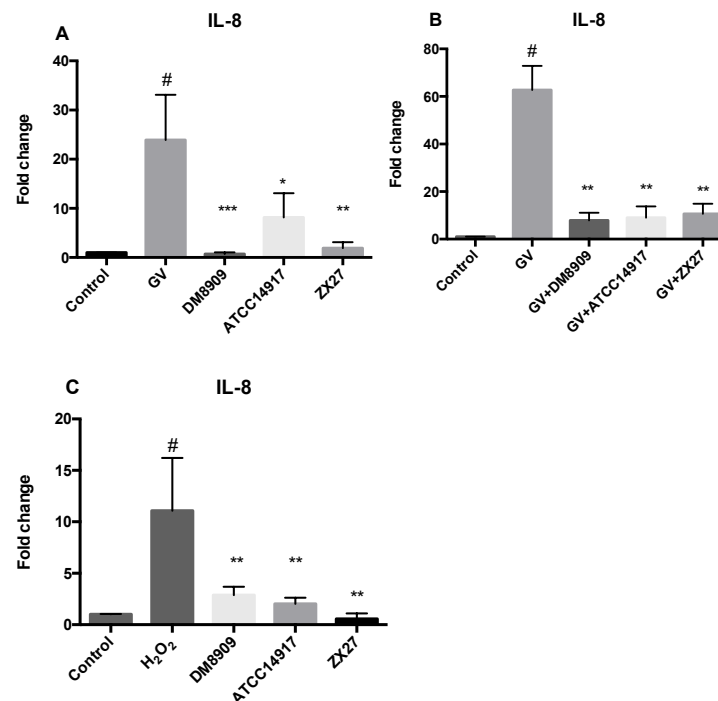 A
IL-8
Fold change
40
30
20
10
0
#
***
*
**
Control
GV
DM8909
ATCC14917
ZX27
B
IL-8
Fold change
80
60
40
20
0
#
**
**
**
Control
GV
GV+DM8909
GV+ATCC14917
GV+ZX27
C
IL-8
Fold change
20
15
10
5
0
#
**
**
**
Control
H₂O₂
DM8909
ATCC14917
ZX27